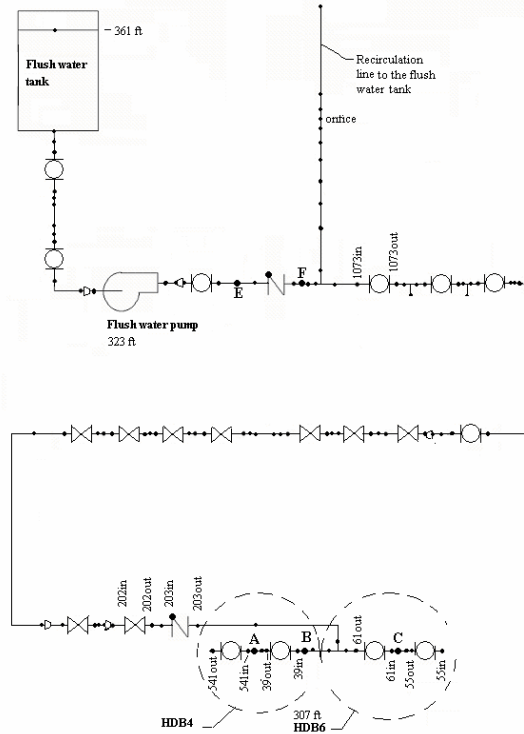 361 ft
Flush water
tank
Recirculation
line to the flush
water tank
orifice
1073in
1073out
E
F
Flush water pump
323 ft
202in
202out
203in
203out
A
B
C
541out
541in
39out
39in
61out
61in
55out
55in
HDB4
307 ft
HDB6